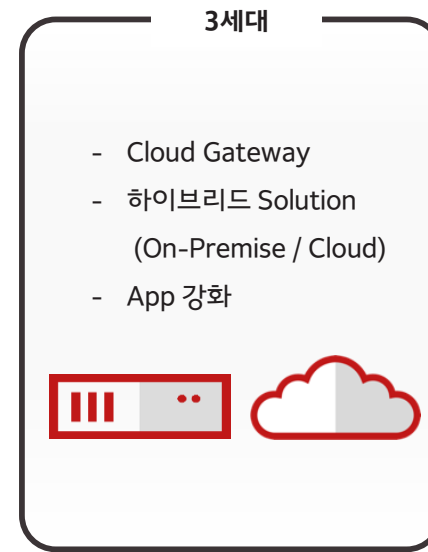 3세대
- Cloud Gateway
- 하이브리드 Solution
(On-Premise / Cloud)
- App 강화